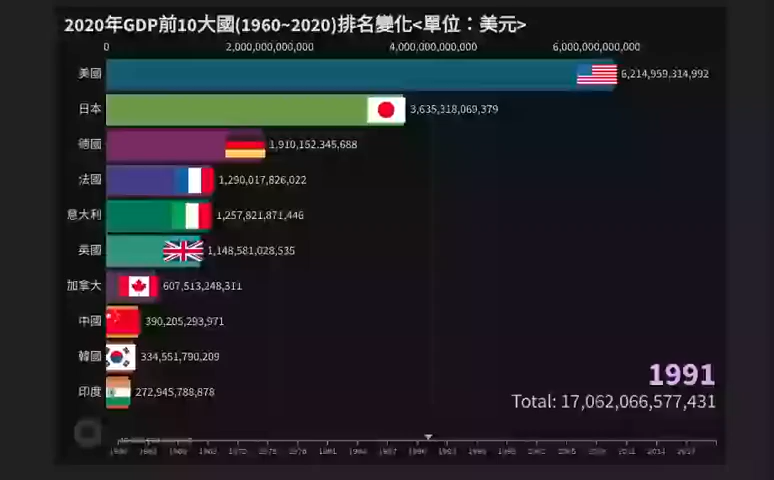 2020年GDP前10大國(1960~2020)排名變化<單位：美元>
0 2,000,000,000,000 4,000,000,000,000 6,000,000,000,000
美國 6,214,959,314,992
日本 3,635,318,069,379
德國 1,910,152,345,688
法國 1,290,017,826,022
意大利 1,257,821,871,446
英國 1,148,581,028,535
加拿大 607,513,248,311
中國 390,205,293,971
韓國 334,551,790,209
印度 272,945,788,878
1991
Total: 17,062,066,577,431